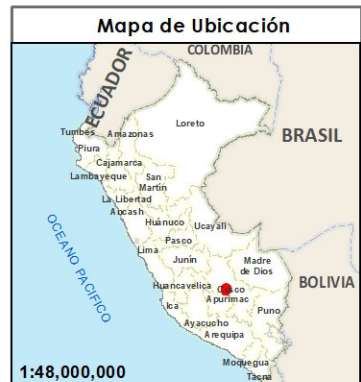 Mapa de Ubicación
COLOMBIA
ECUADOR
Loreto
Tumbes
Amazonas
Piura
BRASIL
Cajamarca
Lambayeque
San
Martin
La Libertad
Ancash
Huánuco
Ucayali
Pasco
OCEANO PACIFICO
Lima
Junín
Madre
de Dios
Huancavelica
Cusco
Apurimac
BOLIVIA
Ica
Puno
Ayacucho
Arequipa
Moquegua
Tacna
1:48,000,000